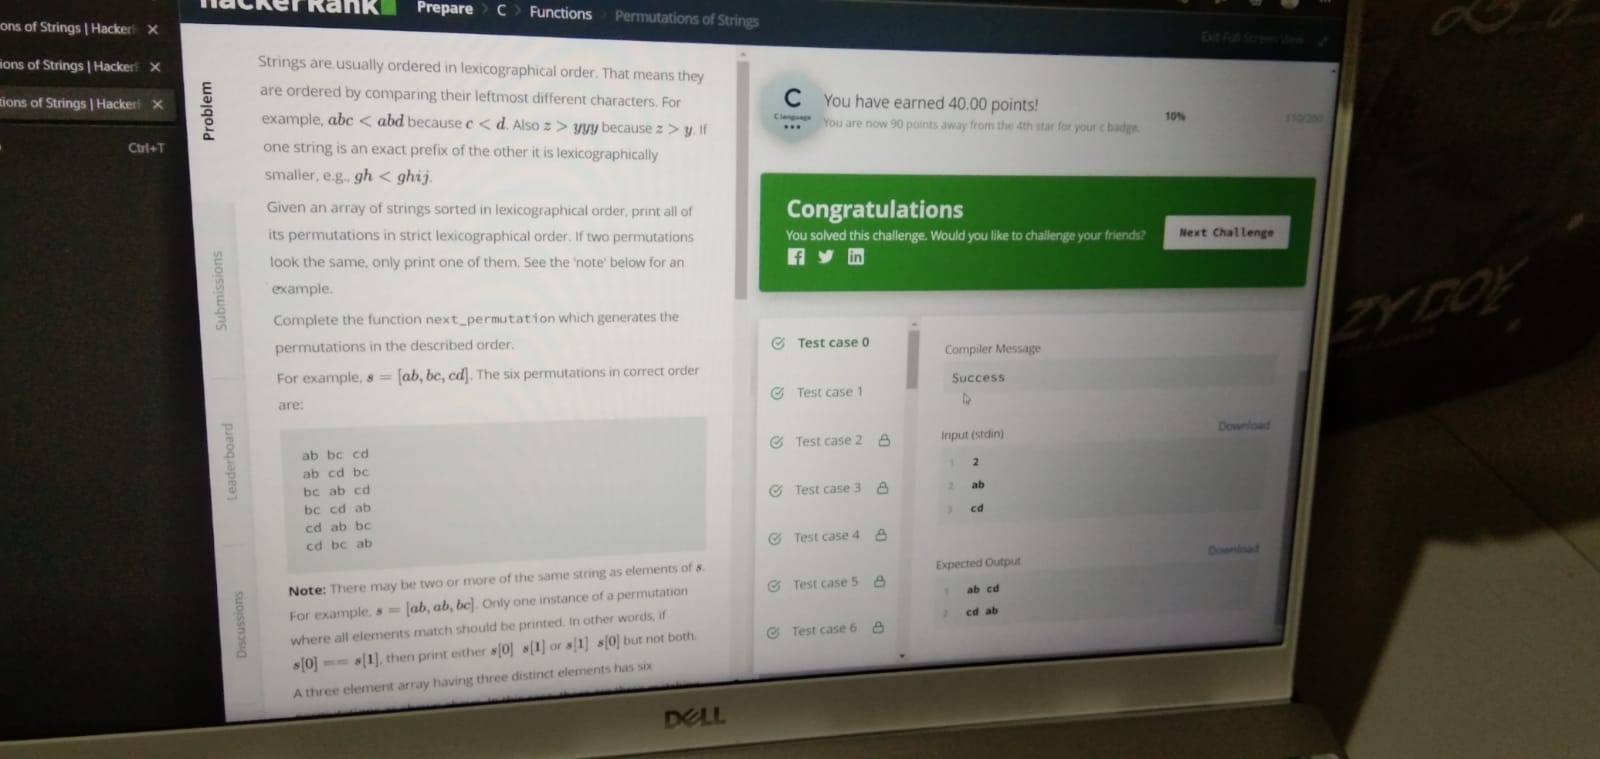 ons of Strings | Hacker
ions of Strings | Hacker
tions of Strings | Hacker
Ctrl+T
HackerRank
Prepare > C > Functions > Permutations of Strings
Exit Full Screen View
Problem
Submissions
Leaderboard
Discussions
Strings are usually ordered in lexicographical order. That means they
are ordered by comparing their leftmost different characters. For
example, abc < abd because c < d. Also z > yyy because z > y. If
one string is an exact prefix of the other it is lexicographically
smaller, e.g., gh < ghij.
Given an array of strings sorted in lexicographical order, print all of
its permutations in strict lexicographical order. If two permutations
look the same, only print one of them. See the 'note' below for an
example.
Complete the function next_permutation which generates the
permutations in the described order.
For example, s = [ab, bc, cd]. The six permutations in correct order
are:
ab bc cd
ab cd bc
bc ab cd
bc cd ab
cd ab bc
cd bc ab
Note: There may be two or more of the same string as elements of s.
For example, s = [ab, ab, bc]. Only one instance of a permutation
where all elements match should be printed. In other words, if
s[0] == s[1], then print either s[0] s[1] or s[1] s[0] but not both.
A three element array having three distinct elements has six
C
C language
You have earned 40.00 points!
You are now 90 points away from the 4th star for your c badge.
10%
110/200
Congratulations
You solved this challenge. Would you like to challenge your friends?
Next Challenge
Test case 0
Test case 1
Test case 2
Test case 3
Test case 4
Test case 5
Test case 6
Compiler Message
Success
Input (stdin)
Download
1 2
2 ab
3 cd
Expected Output
Download
1 ab cd
2 cd ab
DELL